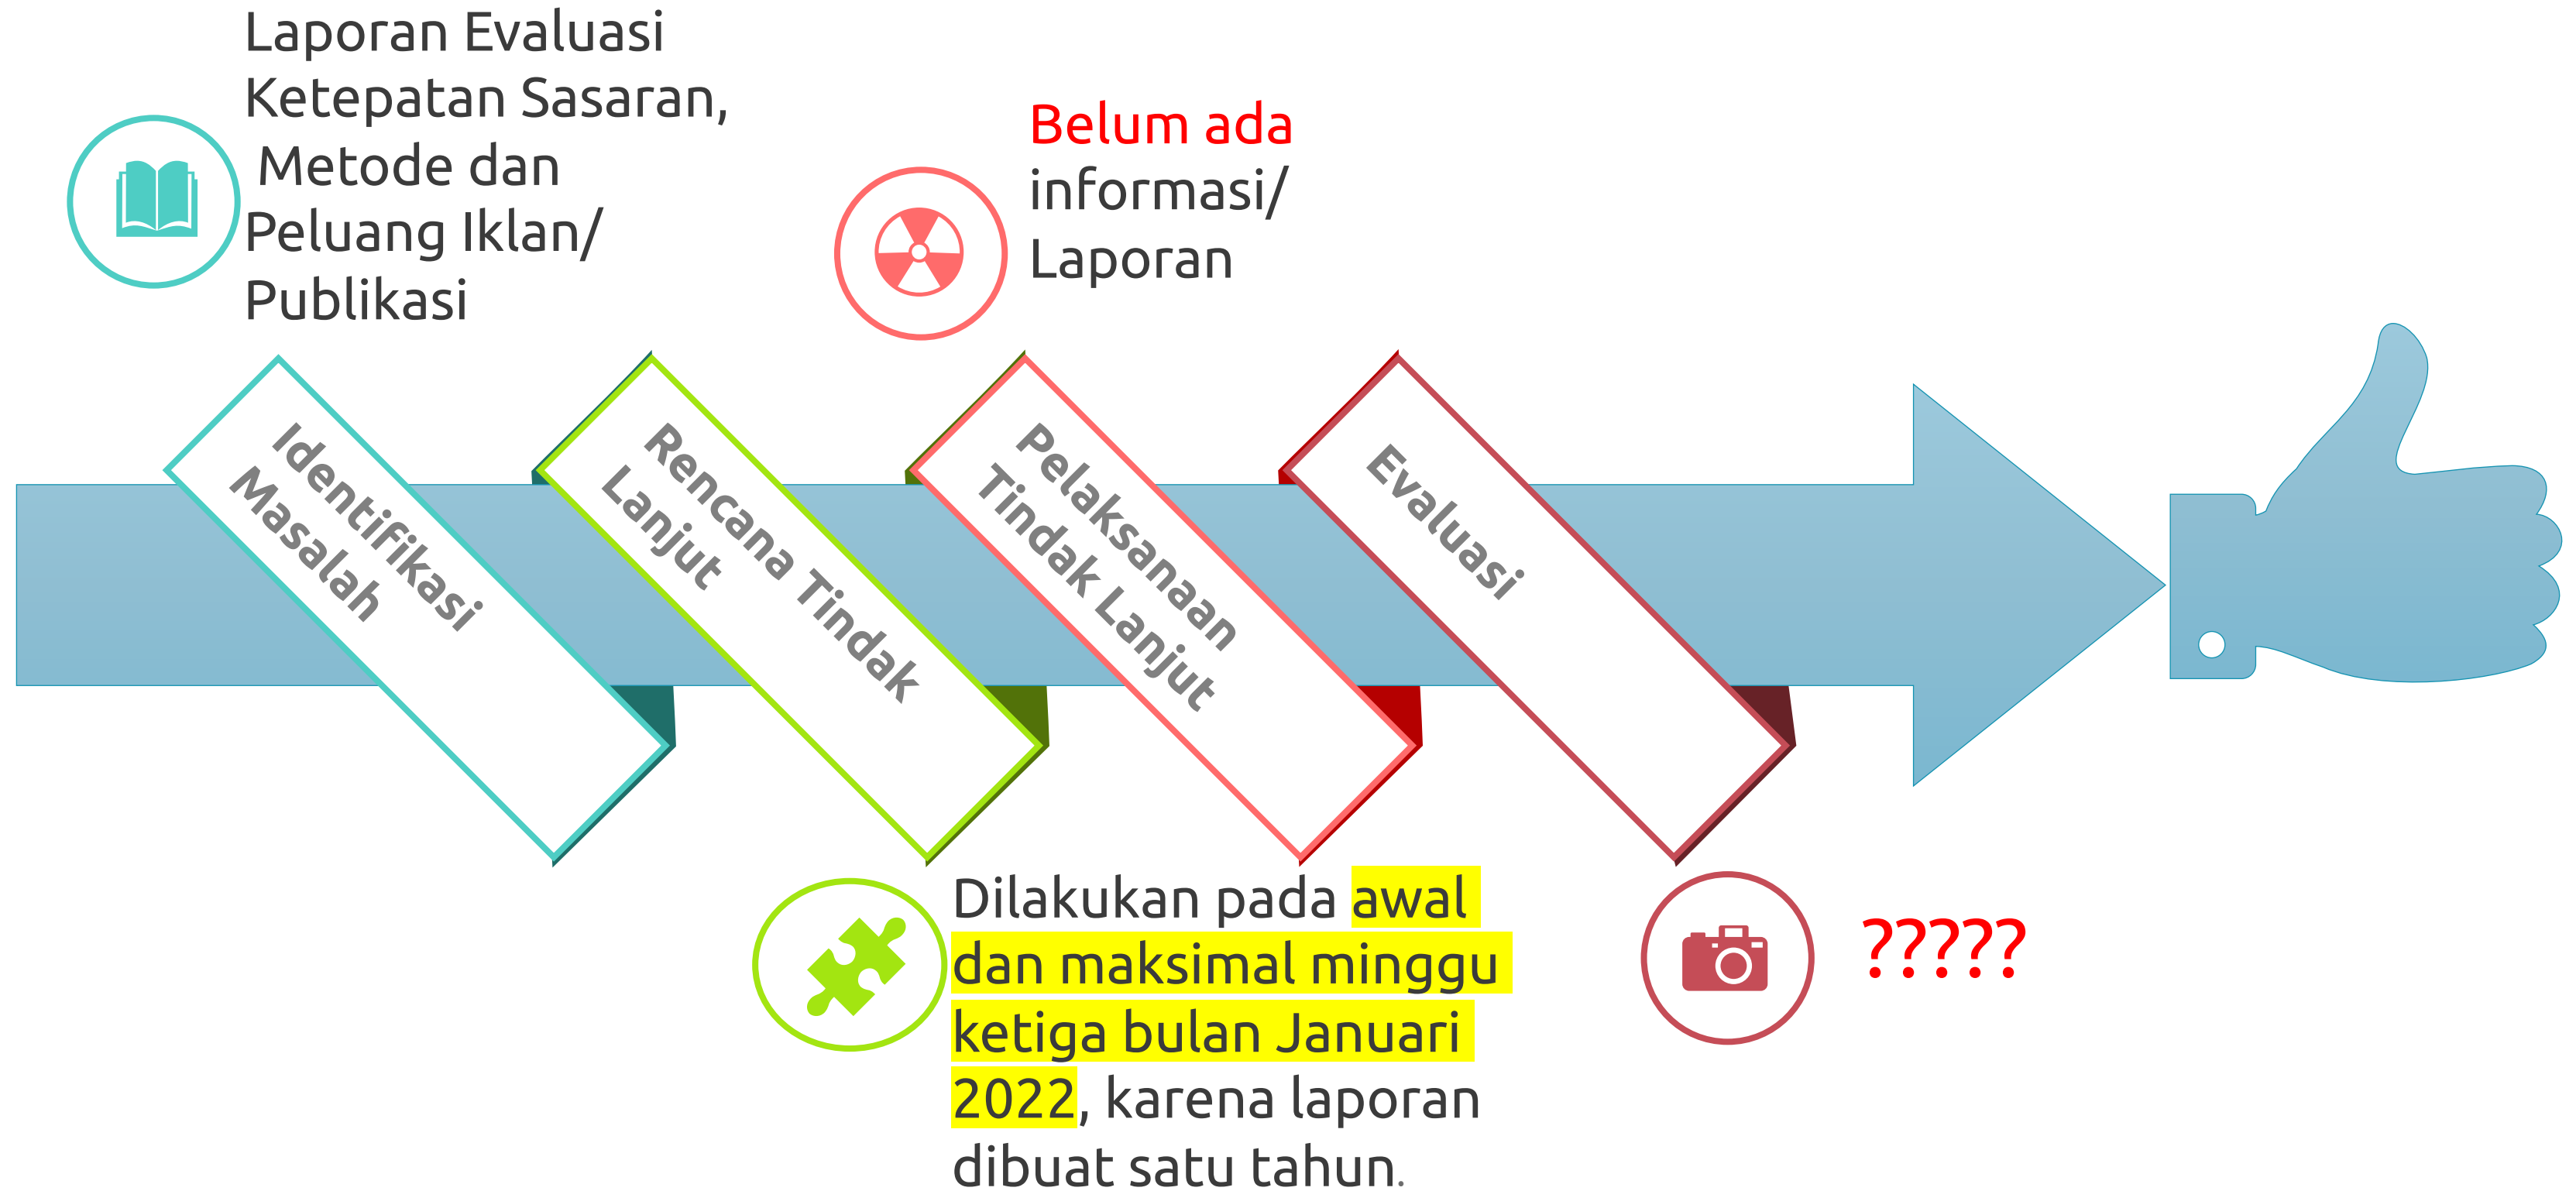 Laporan Evaluasi
Ketepatan Sasaran,
Metode dan
Peluang Iklan/
Publikasi
Belum ada
informasi/
Laporan
Identifikasi
Masalah
Rencana Tindak
Lanjut
Pelaksanaan
Tindak Lanjut
Evaluasi
Dilakukan pada awal
dan maksimal minggu
ketiga bulan Januari
2022, karena laporan
dibuat satu tahun.
?????